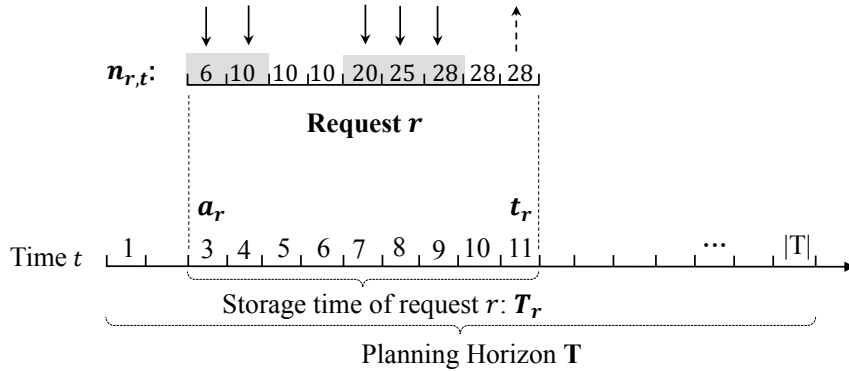 n_{r,t}: 6 10 10 10 20 25 28 28 28
Request r
a_r t_r
Time t 1 3 4 5 6 7 8 9 10 11 ... |T|
Storage time of request r: T_r
Planning Horizon T